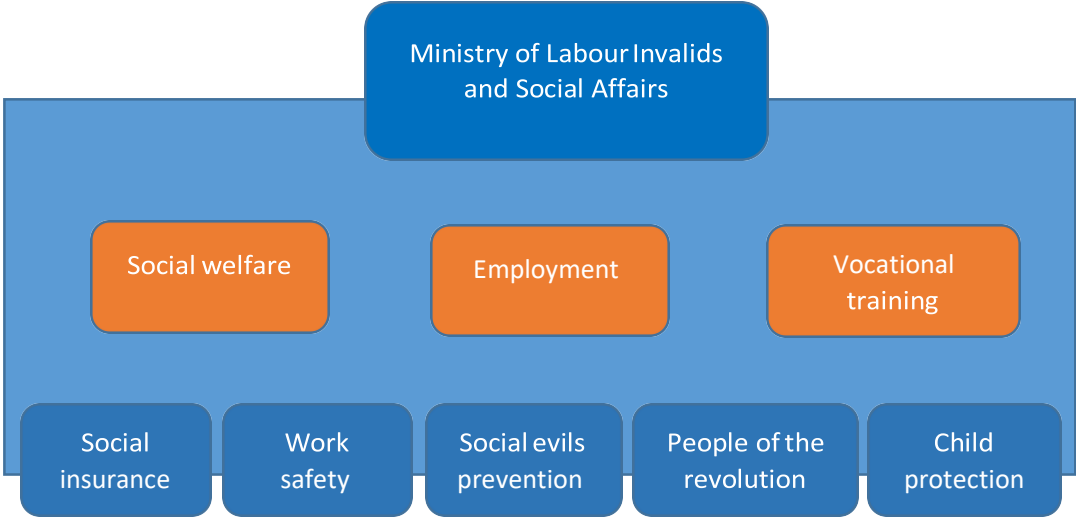 Ministry of Labour Invalids
and Social Affairs
Social welfare
Employment
Vocational
training
Social
insurance
Work
safety
Social evils
prevention
People of the
revolution
Child
protection